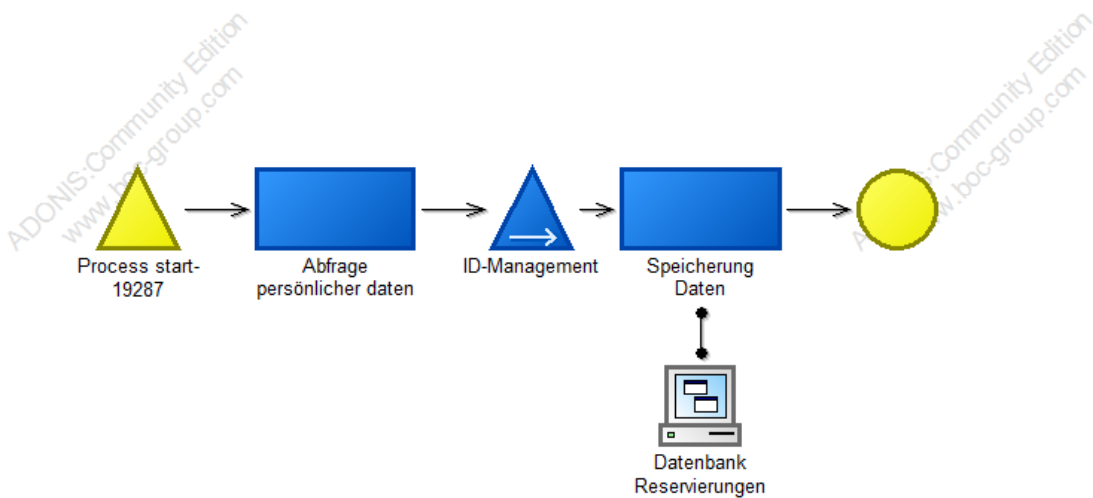 ADONIS:Community Edition
www.boc-group.com
ADONIS:Community Edition
www.boc-group.com
Process start-
19287
Abfrage
persönlicher daten
ID-Management
Speicherung
Daten
Datenbank
Reservierungen